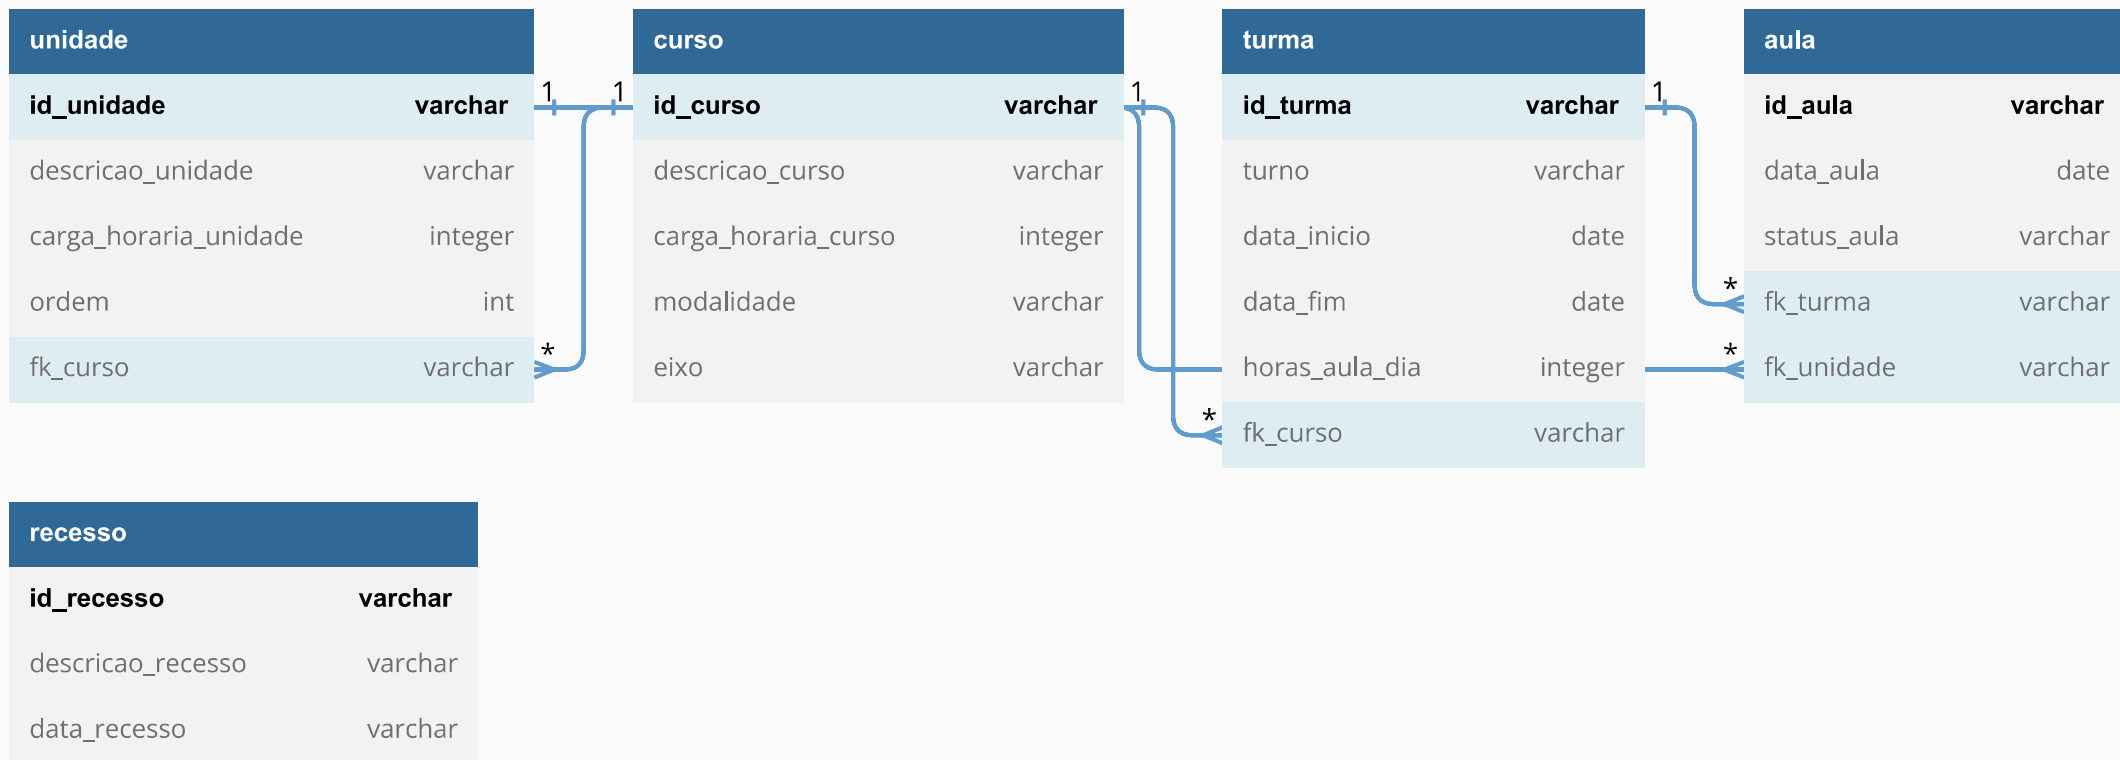 unidade
id_unidade varchar
descricao_unidade varchar
carga_horaria_unidade integer
ordem int
fk_curso varchar
1 1
*
curso
id_curso varchar
descricao_curso varchar
carga_horaria_curso integer
modalidade varchar
eixo varchar
1
*
turma
id_turma varchar
turno varchar
data_inicio date
data_fim date
horas_aula_dia integer
fk_curso varchar
1
*
*
aula
id_aula varchar
data_aula date
status_aula varchar
fk_turma varchar
fk_unidade varchar
recesso
id_recesso varchar
descricao_recesso varchar
data_recesso varchar